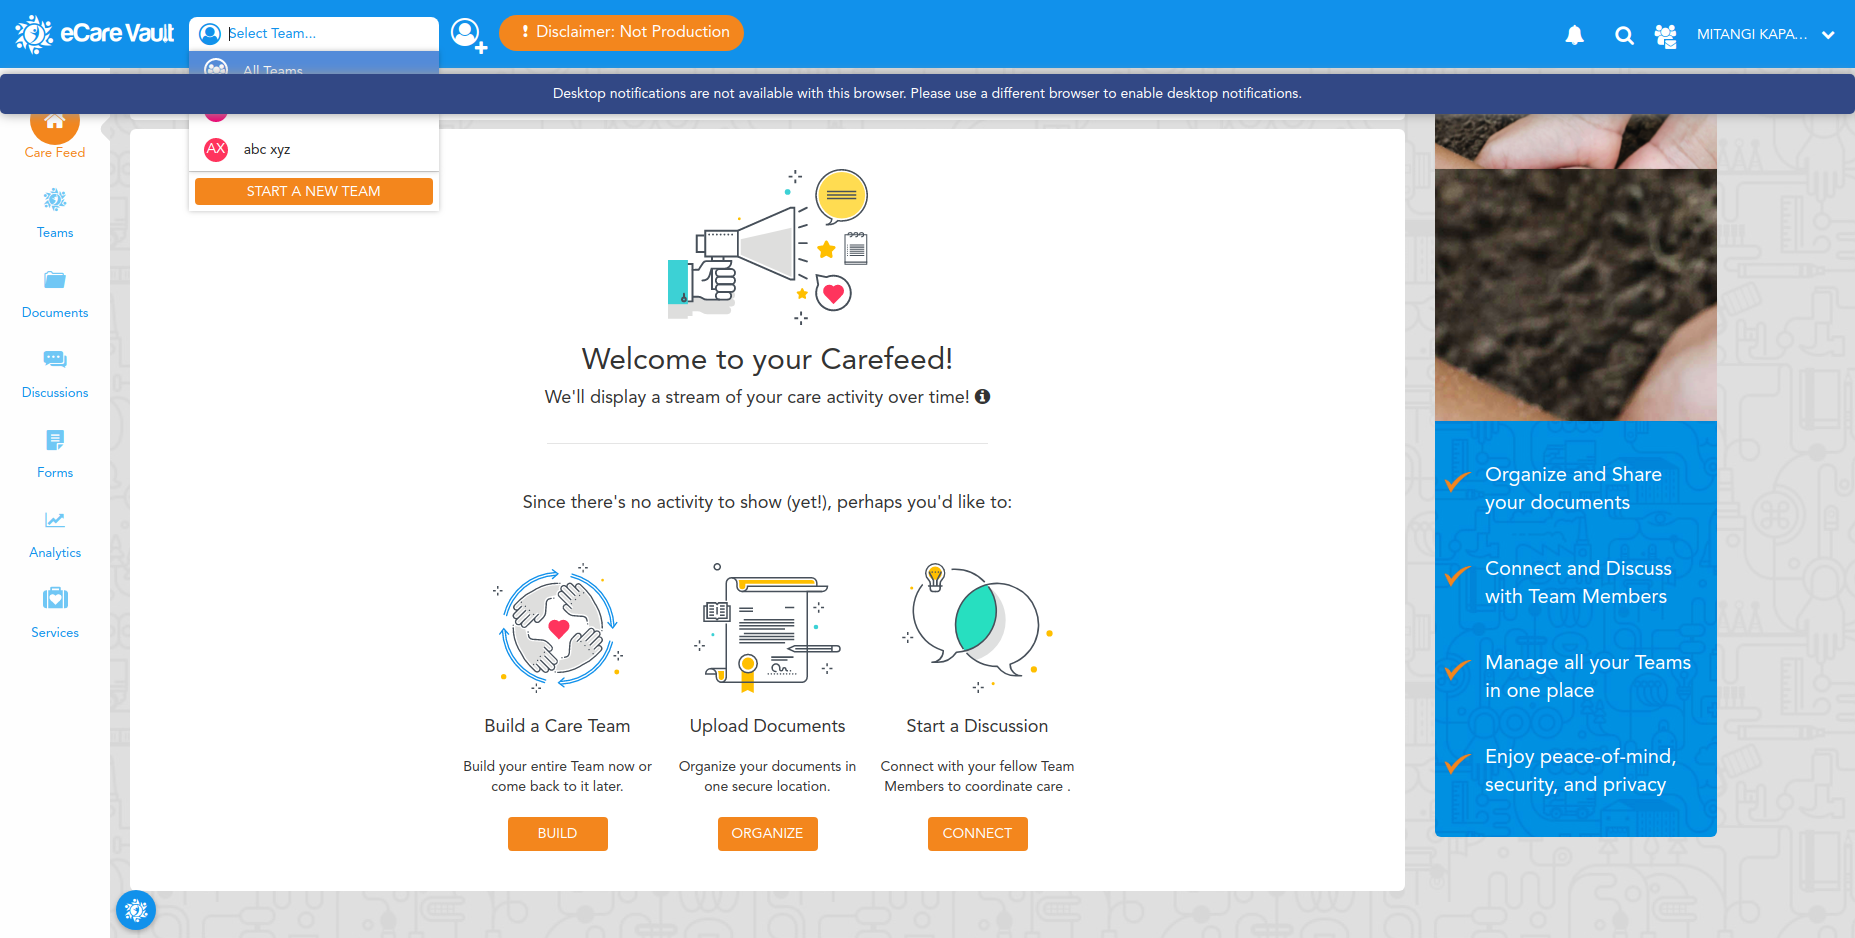 eCare Vault
Select Team...
! Disclaimer: Not Production
MITANGI KAPA...
All Teams
Desktop notifications are not available with this browser. Please use a different browser to enable desktop notifications.
AX abc xyz
START A NEW TEAM
Care Feed
Teams
Documents
Discussions
Forms
Analytics
Services
Welcome to your Carefeed!
We'll display a stream of your care activity over time!
Since there's no activity to show (yet!), perhaps you'd like to:
Build a Care Team
Build your entire Team now or
come back to it later.
BUILD
Upload Documents
Organize your documents in
one secure location.
ORGANIZE
Start a Discussion
Connect with your fellow Team
Members to coordinate care .
CONNECT
Organize and Share
your documents
Connect and Discuss
with Team Members
Manage all your Teams
in one place
Enjoy peace-of-mind,
security, and privacy